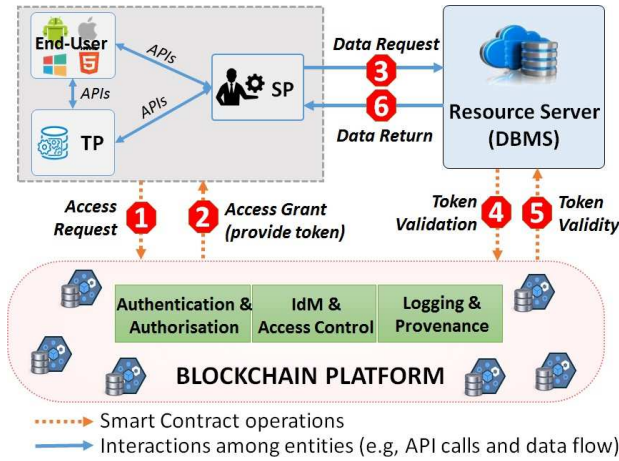 End-User
APIs
APIs
APIs
TP
SP
Data Request
3
6
Data Return
Resource Server
(DBMS)
Access
Request
1
2
Access Grant
(provide token)
Token
Validation
4
5
Token
Validity
Authentication &
Authorisation
IdM &
Access Control
Logging &
Provenance
BLOCKCHAIN PLATFORM
Smart Contract operations
Interactions among entities (e.g, API calls and data flow)